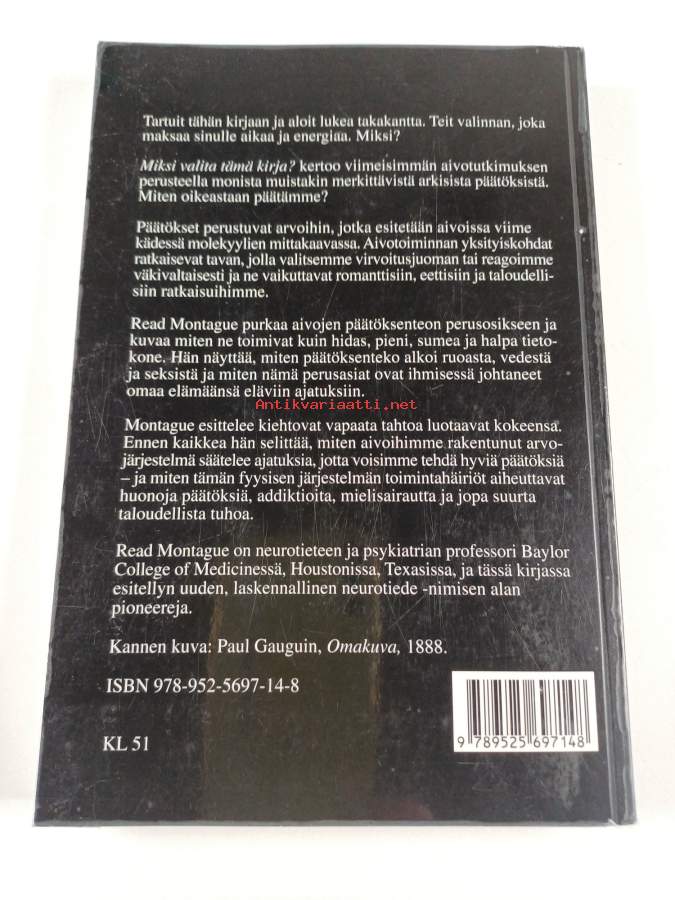 Tartuit tähän kirjaan ja aloit lukea takakantta. Teit valinnan, joka
maksaa sinulle aikaa ja energiaa. Miksi?
Miksi valita tämä kirja? kertoo viimeisimmän aivotutkimuksen
perusteella monista muistakin merkittävistä arkisista päätöksistä.
Miten oikeastaan päätämme?
Päätökset perustuvat arvoihin, jotka esitetään aivoissa viime
kädessä molekyylien mittakaavassa. Aivotoiminnan yksityiskohdat
ratkaisevat tavan, jolla valitsemme virvoitusjuoman tai reagoimme
väkivaltaisesti ja ne vaikuttavat romanttisiin, eettisiin ja taloudelli-
siin ratkaisuihimme.
Read Montague purkaa aivojen päätöksenteon perusosikseen ja
kuvaa miten ne toimivat kuin hidas, pieni, sumea ja halpa tieto-
kone. Hän näyttää, miten päätöksenteko alkoi ruoasta, vedestä
ja seksistä ja miten nämä perusasiat ovat ihmisessä johtaneet
omaa elämäänsä eläviin ajatuksiin.
Antikvariaatti.net
Montague esittelee kiehtovat vapaata tahtoa luotaavat kokeensa.
Ennen kaikkea hän selittää, miten aivoihimme rakentunut arvo-
järjestelmä säätelee ajatuksia, jotta voisimme tehdä hyviä päätöksiä
– ja miten tämän fyysisen järjestelmän toimintahäiriöt aiheuttavat
huonoja päätöksiä, addiktioita, mielisairautta ja jopa suurta
taloudellista tuhoa.
Read Montague on neurotieteen ja psykiatrian professori Baylor
College of Medicinessä, Houstonissa, Texasissa, ja tässä kirjassa
esitellyn uuden, laskennallinen neurotiede -nimisen alan
pioneereja.
Kannen kuva: Paul Gauguin, Omakuva, 1888.
ISBN 978-952-5697-14-8
KL 51
9 789525 697148